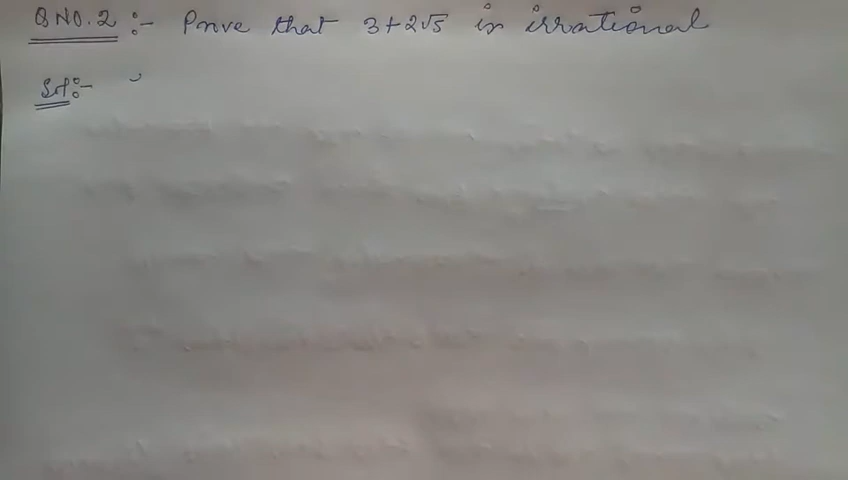 Q NO. 2 :- Prove that 3+2√5 is irrational
Sol :-